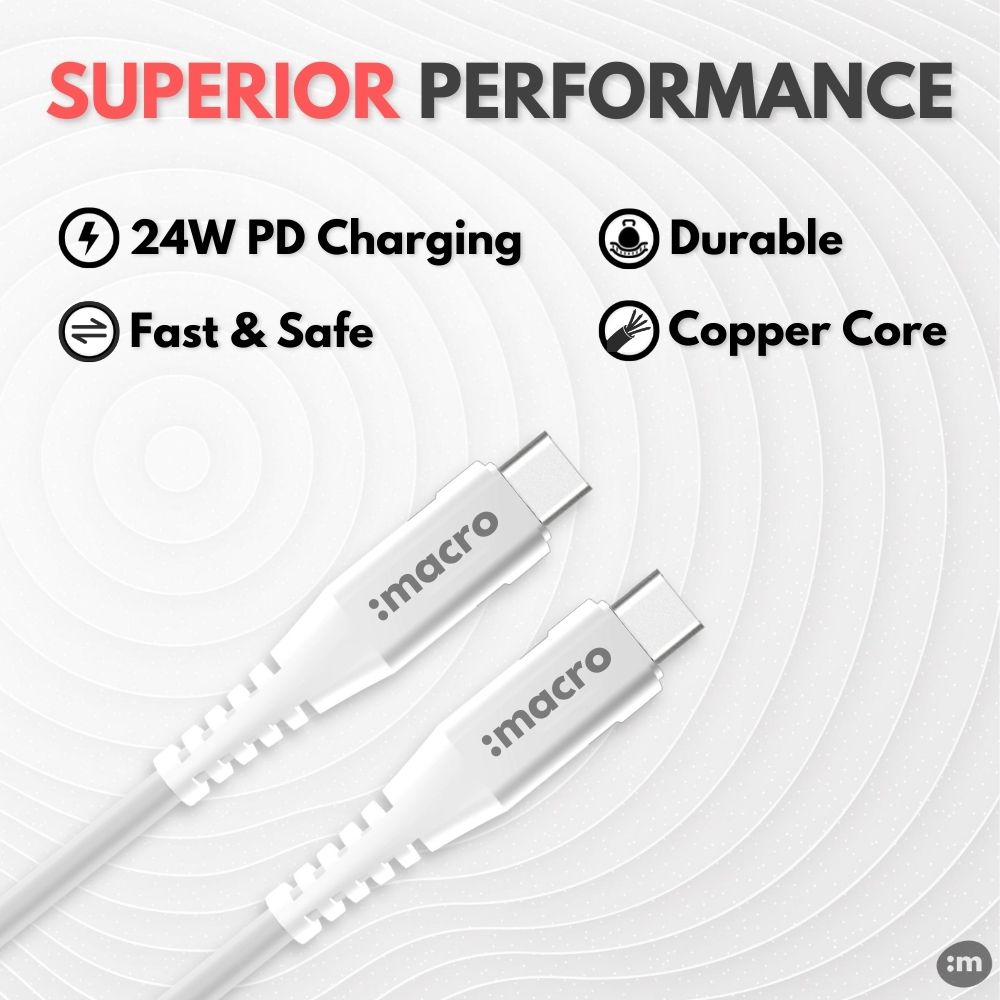 SUPERIOR PERFORMANCE
24W PD Charging
Durable
Fast & Safe
Copper Core
:macro
:macro
:m